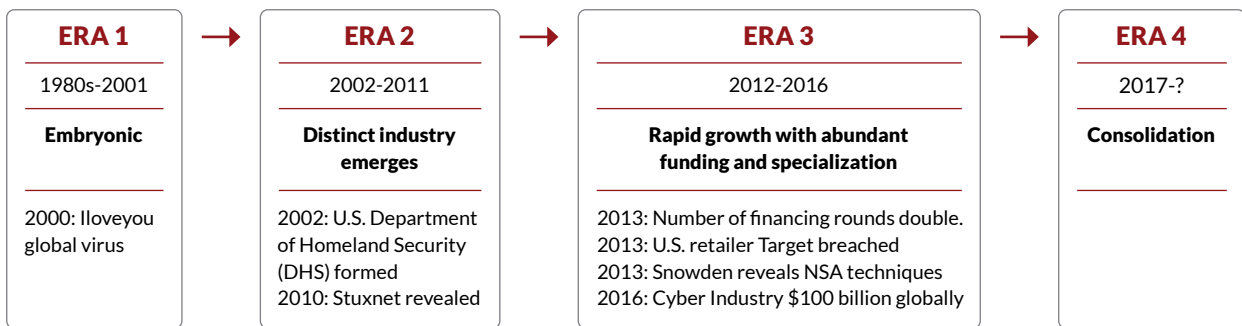 ERA 1
1980s-2001
Embryonic
2000: Iloveyou
global virus
ERA 2
2002-2011
Distinct industry
emerges
2002: U.S. Department
of Homeland Security
(DHS) formed
2010: Stuxnet revealed
ERA 3
2012-2016
Rapid growth with abundant
funding and specialization
2013: Number of financing rounds double.
2013: U.S. retailer Target breached
2013: Snowden reveals NSA techniques
2016: Cyber Industry $100 billion globally
ERA 4
2017-?
Consolidation